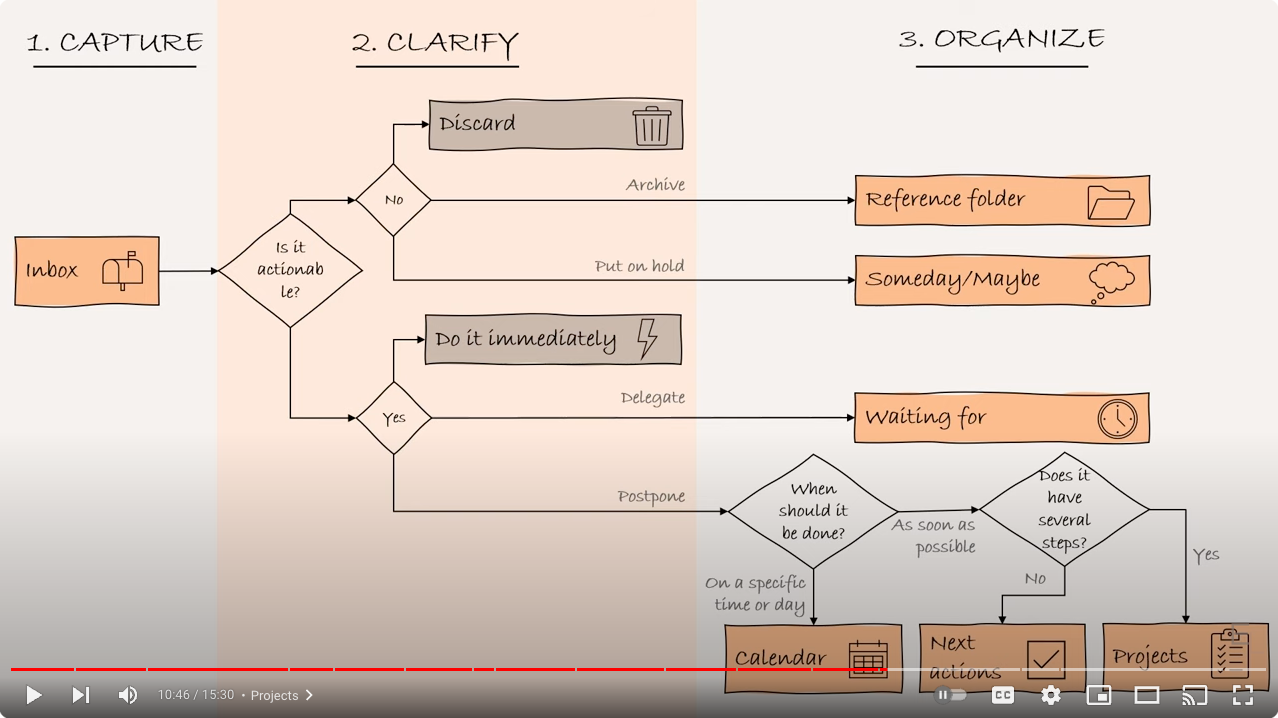 1. CAPTURE
2. CLARIFY
3. ORGANIZE
Discard
Archive
No
Reference folder
Is it
actionab
le?
Inbox
Put on hold
Someday/Maybe
Do it immediately
Delegate
Yes
Waiting for
Postpone
When
should it
be done?
As soon as
possible
Does it
have
several
steps?
Yes
No
On a specific
time or day
Calendar
Next
actions
Projects
10:46 / 15:30 • Projects
CC